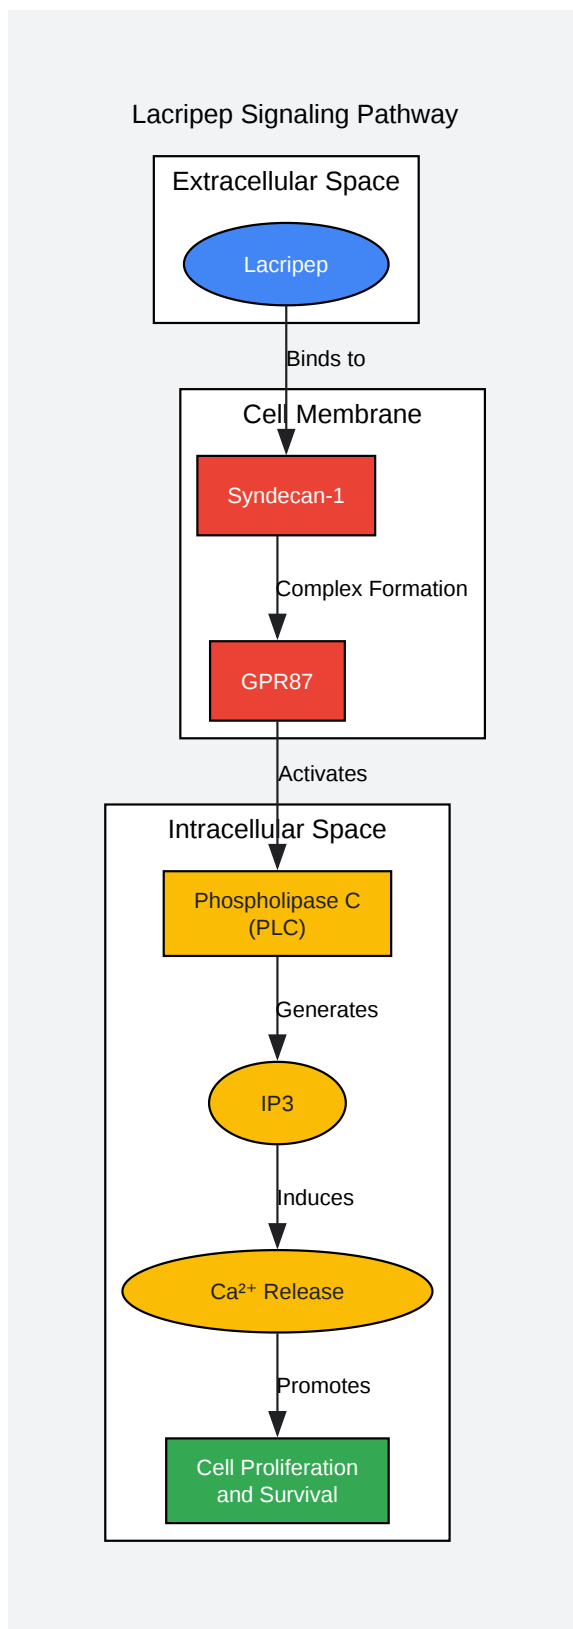 Lacripep Signaling Pathway
Extracellular Space
Lacripep
Binds to
Cell Membrane
Syndecan-1
Complex Formation
GPR87
Activates
Intracellular Space
Phospholipase C
(PLC)
Generates
IP3
Induces
Ca²⁺ Release
Promotes
Cell Proliferation
and Survival